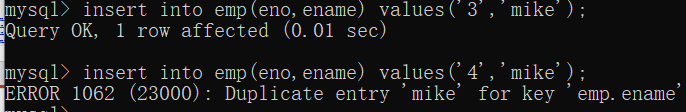 mysql> insert into emp(eno,ename) values('3','mike');
Query OK, 1 row affected (0.01 sec)
mysql> insert into emp(eno,ename) values('4','mike');
ERROR 1062 (23000): Duplicate entry 'mike' for key 'emp.ename'